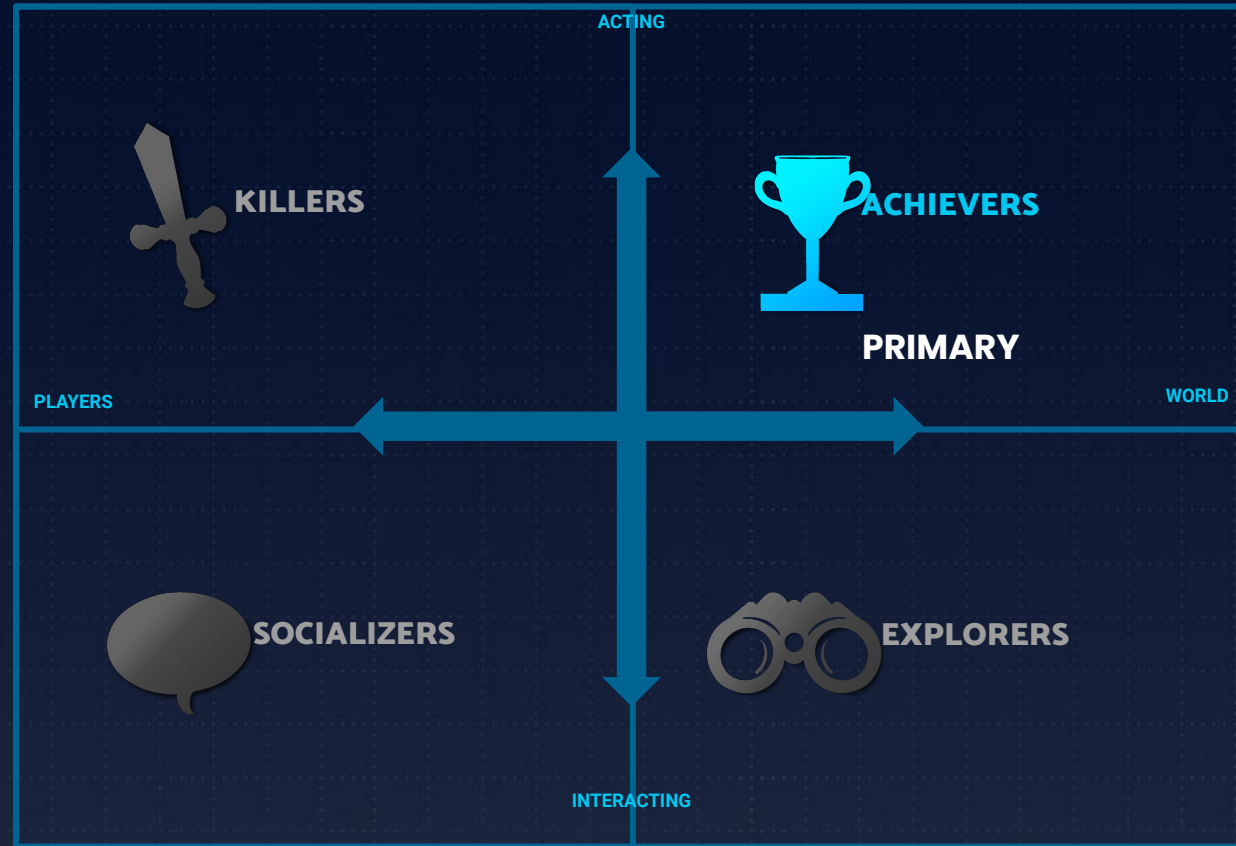 ACTING
KILLERS
ACHIEVERS
PRIMARY
PLAYERS
WORLD
SOCIALIZERS
EXPLORERS
INTERACTING